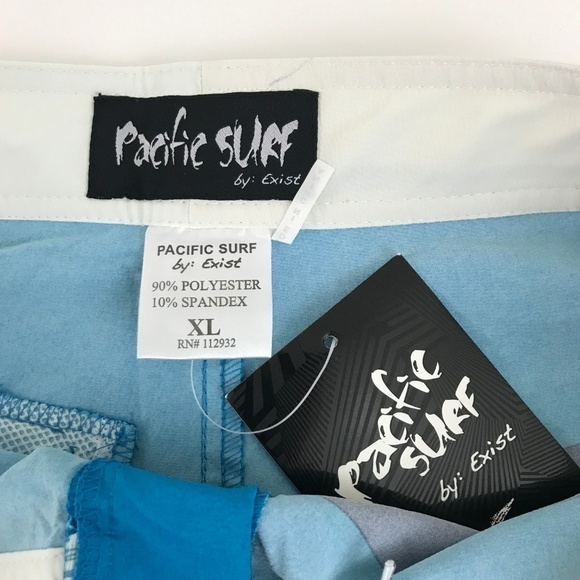 Pacific SURF
by: Exist
PACIFIC SURF
by: Exist
90% POLYESTER
10% SPANDEX
XL
RN# 112932
Pacific
SURF
by: Exist